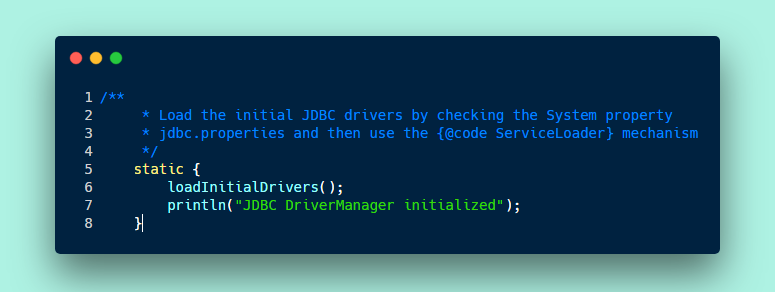 1 /**
2      * Load the initial JDBC drivers by checking the System property
3      * jdbc.properties and then use the {@code ServiceLoader} mechanism
4      */
5     static {
6         loadInitialDrivers();
7         println("JDBC DriverManager initialized");
8     }